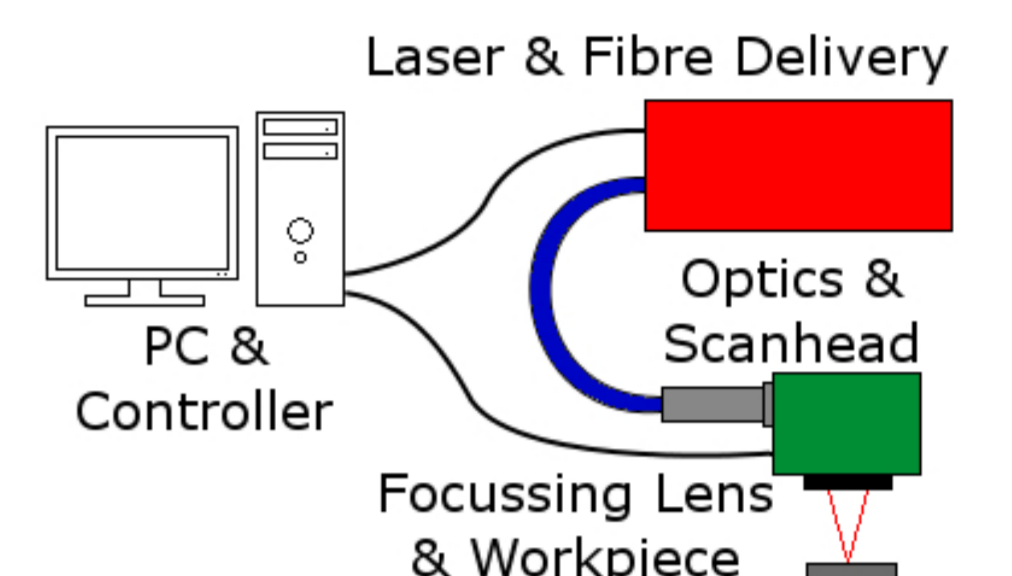 Laser & Fibre Delivery
Optics &
Scanhead
PC &
Controller
Focussing Lens
& Workpiece